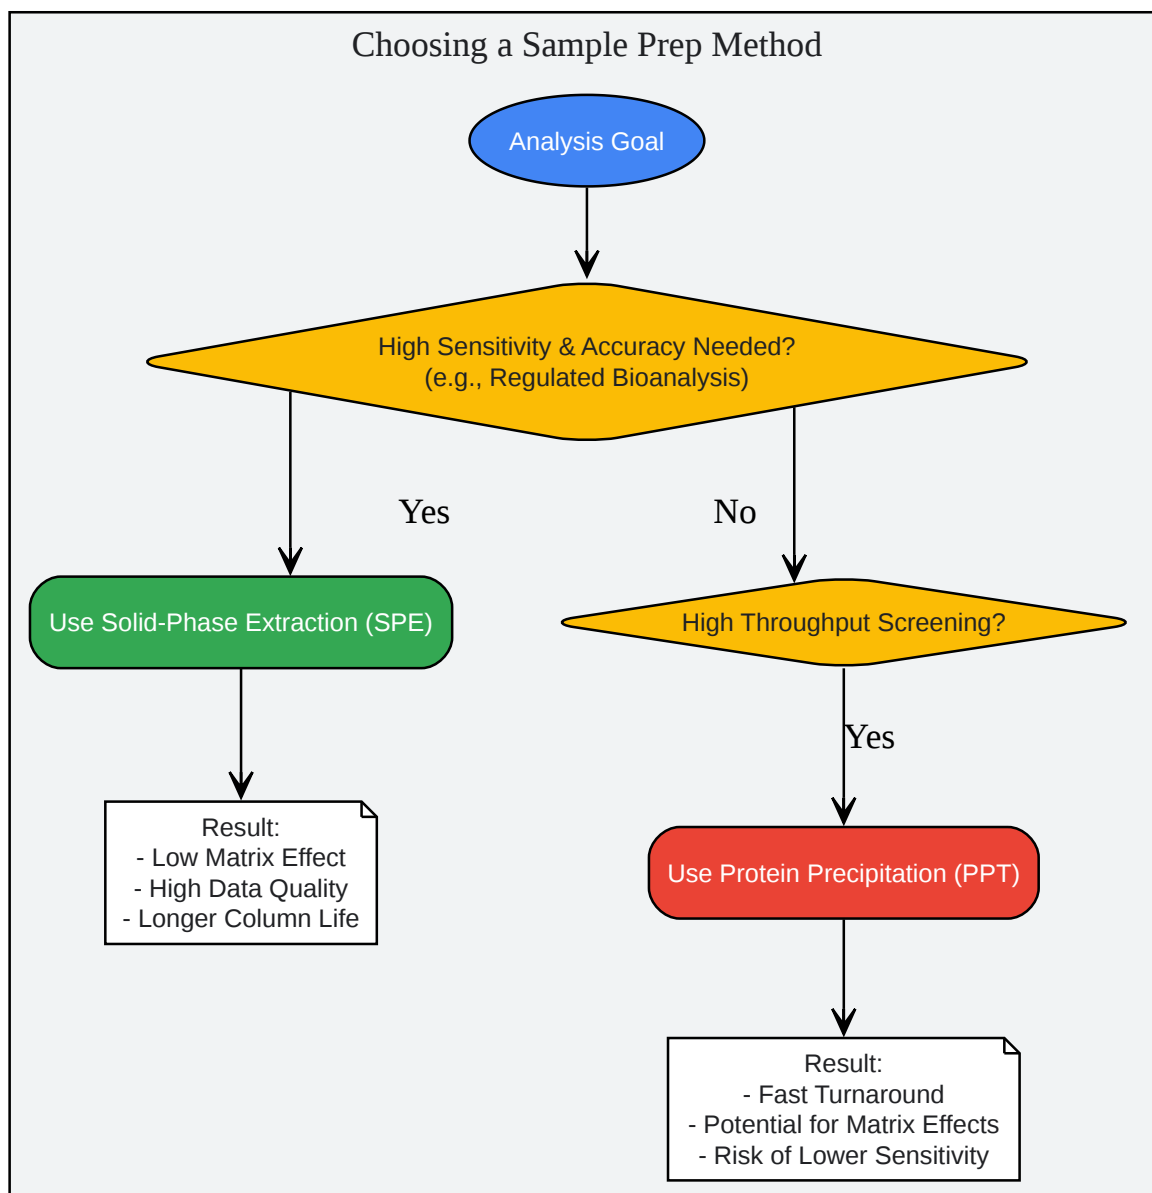 Choosing a Sample Prep Method
Analysis Goal
High Sensitivity & Accuracy Needed?
(e.g., Regulated Bioanalysis)
Yes
No
Use Solid-Phase Extraction (SPE)
High Throughput Screening?
Yes
Result:
- Low Matrix Effect
- High Data Quality
- Longer Column Life
Use Protein Precipitation (PPT)
Result:
- Fast Turnaround
- Potential for Matrix Effects
- Risk of Lower Sensitivity